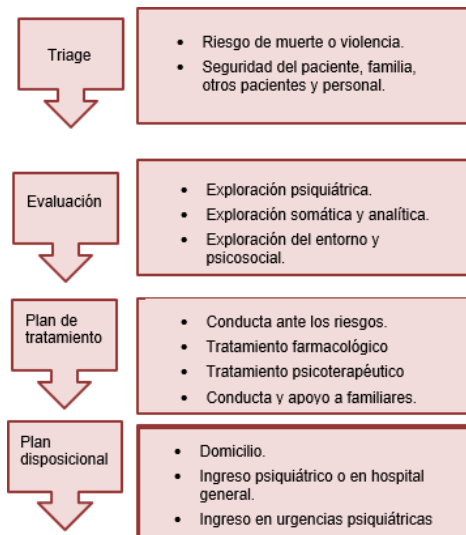 Triage
• Riesgo de muerte o violencia.
• Seguridad del paciente, familia,
otros pacientes y personal.
Evaluación
• Exploración psiquiátrica.
• Exploración somática y analítica.
• Exploración del entorno y
psicosocial.
Plan de
tratamiento
• Conducta ante los riesgos.
• Tratamiento farmacológico
• Tratamiento psicoterapéutico
• Conducta y apoyo a familiares.
Plan
disposicional
• Domicilio.
• Ingreso psiquiátrico o en hospital
general.
• Ingreso en urgencias psiquiátricas